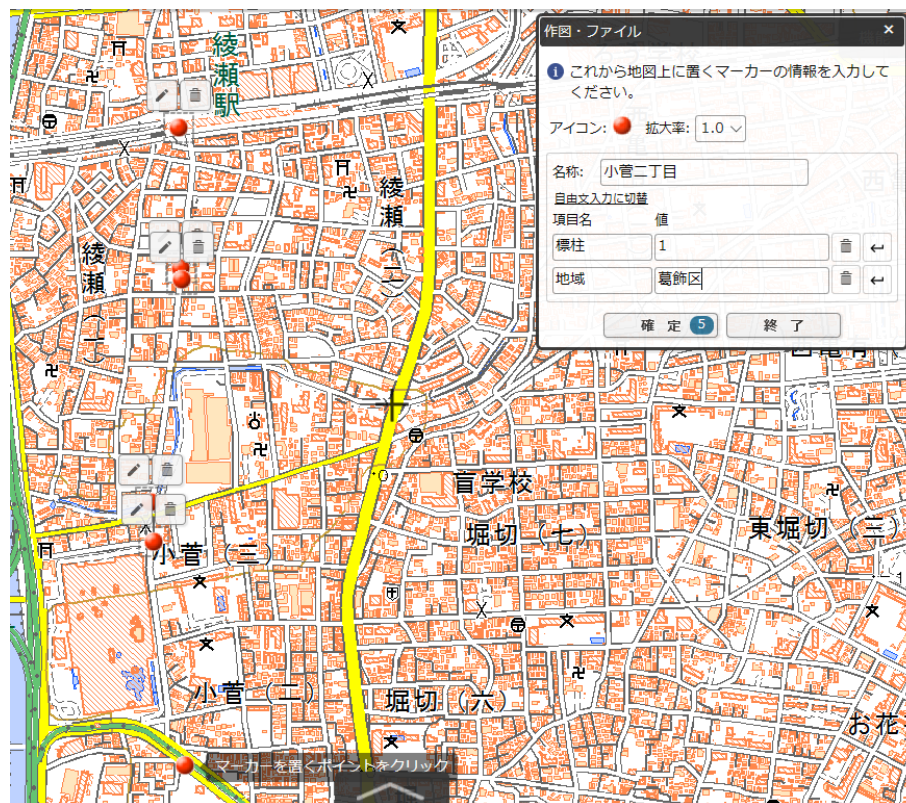 作図・ファイル
×
これから地図上に置くマーカーの情報を入力して
ください。
アイコン:
拡大率: 1.0
名称: 小菅二丁目
自由文入力に切替
項目名 値
標柱 1
地域 葛飾区
確 定 5
終 了
綾瀬駅
綾瀬(二)
綾瀬(一)
盲学校
堀切(七)
東堀切(三)
小菅(三)
小菅(二)
堀切(六)
お花
マーカーを置くポイントをクリック